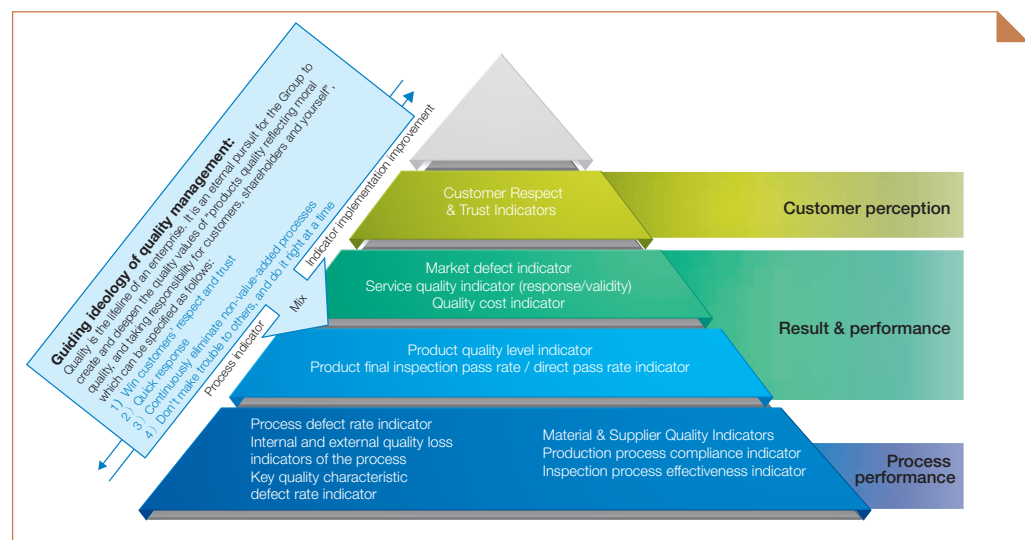 Guiding ideology of quality management:
Quality is the lifeline of an enterprise. It is an eternal pursuit for the Group to
create and deepen the quality values of "products quality reflecting moral
quality, and taking responsibility for customers, shareholders and yourself",
which can be specified as follows:
1）Win customers' respect and trust
2）Quick response
3）Continuously eliminate non-value-added processes
4）Don't make trouble to others, and do it right at a time
Process indicator
Mix
Indicator implementation improvement
Customer Respect
& Trust Indicators
Customer perception
Market defect indicator
Service quality indicator (response/validity)
Quality cost indicator
Result & performance
Product quality level indicator
Product final inspection pass rate / direct pass rate indicator
Process defect rate indicator
Internal and external quality loss
indicators of the process
Key quality characteristic
defect rate indicator
Material & Supplier Quality Indicators
Production process compliance indicator
Inspection process effectiveness indicator
Process
performance